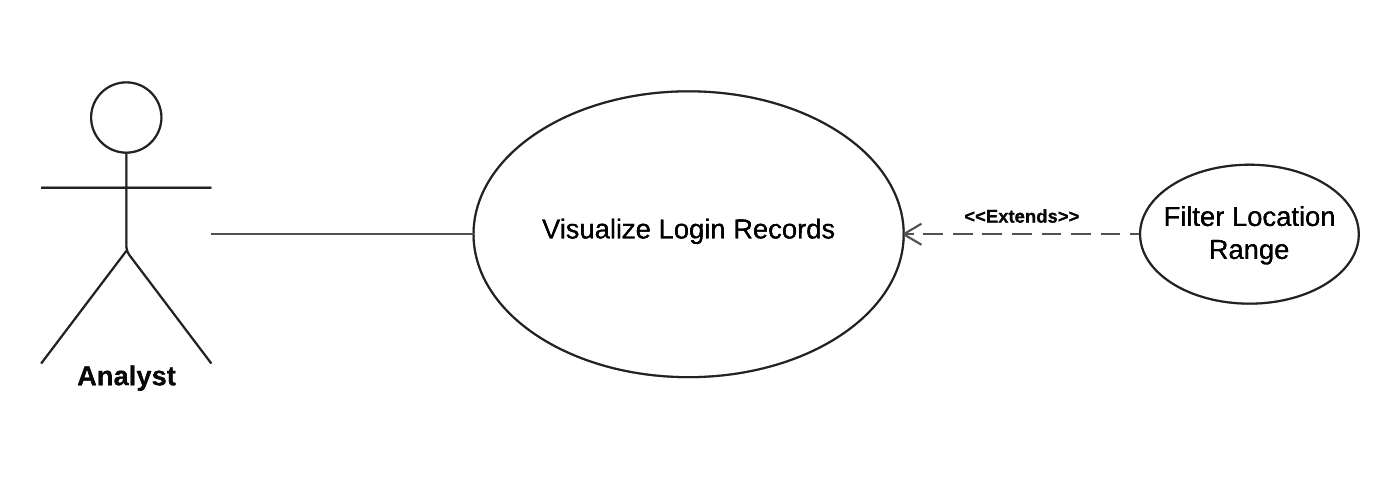 Visualize Login Records
<<Extends>>
Filter Location
Range
Analyst